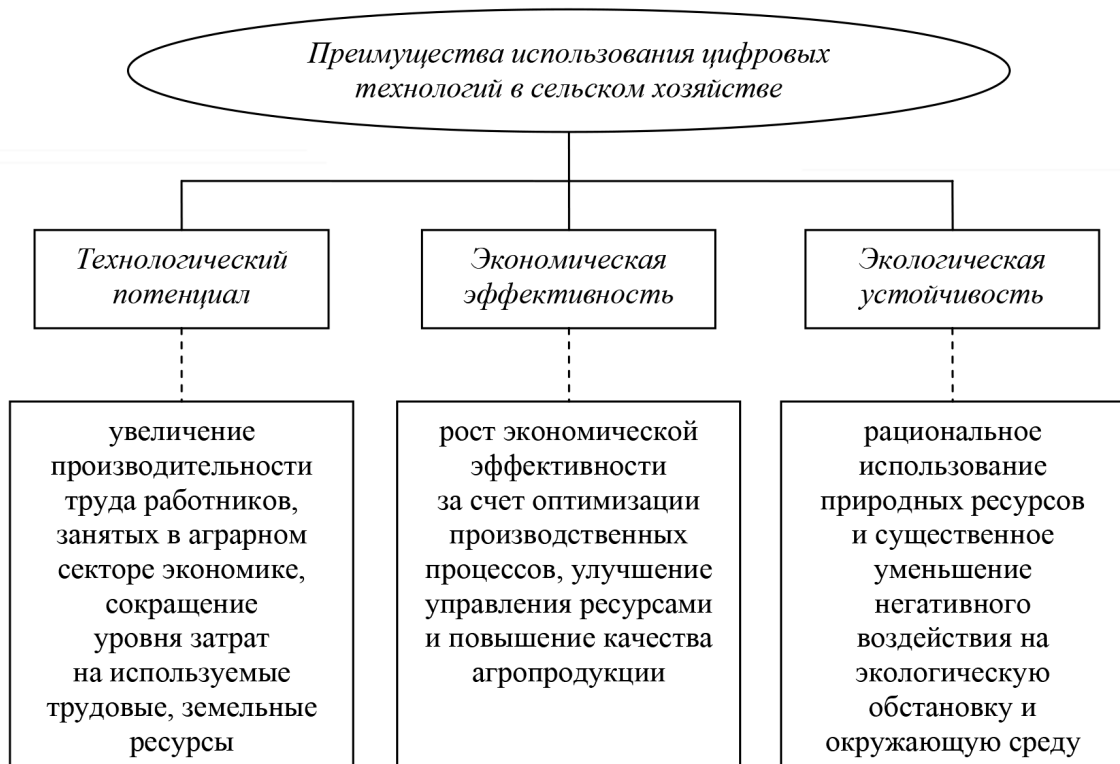 Преимущества использования цифровых
технологий в сельском хозяйстве
Технологический
потенциал
Экономическая
эффективность
Экологическая
устойчивость
увеличение
производительности
труда работников,
занятых в аграрном
секторе экономике,
сокращение
уровня затрат
на используемые
трудовые, земельные
ресурсы
рост экономической
эффективности
за счет оптимизации
производственных
процессов, улучшение
управления ресурсами
и повышение качества
агропродукции
рациональное
использование
природных ресурсов
и существенное
уменьшение
негативного
воздействия на
экологическую
обстановку и
окружающую среду